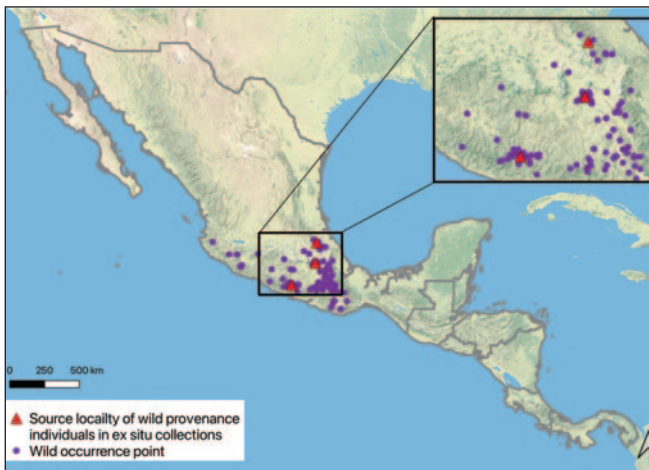 0 250 500 km
Source locailty of wild provenance
individuals in ex situ collections
Wild occurrence point